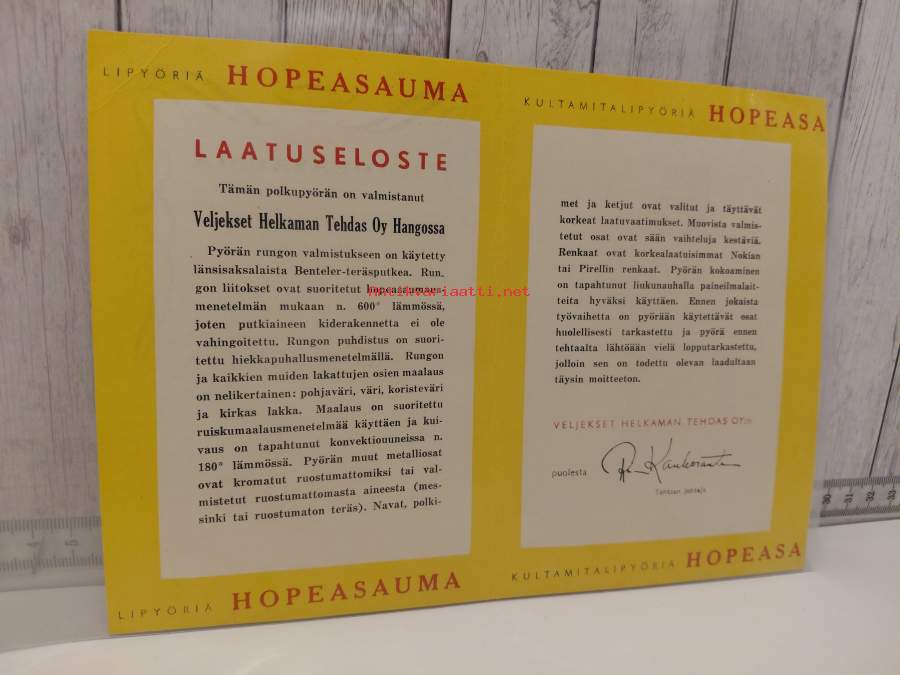 LIPYÖRIÄ HOPEASAUMA
LAATUSELOSTE
Tämän polkupyörän on valmistanut
Veljekset Helkaman Tehdas Oy Hangossa
Pyörän rungon valmistukseen on käytetty
länsisaksalaista Benteler-teräsputkea. Run-
gon liitokset ovat suoritetut hopeasauma-
menetelmän mukaan n. 600° lämmössä,
joten putkiaineen kiderakennetta ei ole
vahingoitettu. Rungon puhdistus on suori-
tettu hiekkapuhallusmenetelmällä. Rungon
ja kaikkien muiden lakattujen osien maalaus
on nelikertainen: pohjaväri, väri, koristeväri
ja kirkas lakka. Maalaus on suoritettu
ruiskumaalausmenetelmää käyttäen ja kui-
vaus on tapahtunut konvektiouuneissa n.
180° lämmössä. Pyörän muut metalliosat
ovat kromatut ruostumattomiksi tai val-
mistetut ruostumattomasta aineesta (mes-
sinki tai ruostumaton teräs). Navat, polki-
LIPYÖRIÄ HOPEASAUMA
KULTAMITALIPYÖRIÄ HOPEASA
met ja ketjut ovat valitut ja täyttävät
korkeat laatuvaatimukset. Muovista valmis-
tetut osat ovat sään vaihteluja kestäviä.
Renkaat ovat korkealaatuisimmat Nokian
tai Pirellin renkaat. Pyörän kokoaminen
on tapahtunut liukunauhalla paineilmalait-
teita hyväksi käyttäen. Ennen jokaista
työvaihetta on pyörään käytettävät osat
huolellisesti tarkastettu ja pyörä ennen
tehtaalta lähtöään vielä lopputarkastettu,
jolloin sen on todettu olevan laadultaan
täysin moitteeton.
VELJEKSET HELKAMAN TEHDAS OY:n
puolesta
Tehtaan johtaja
KULTAMITALIPYÖRIÄ HOPEASA
Antikvariaatti.net
30 31 32 33